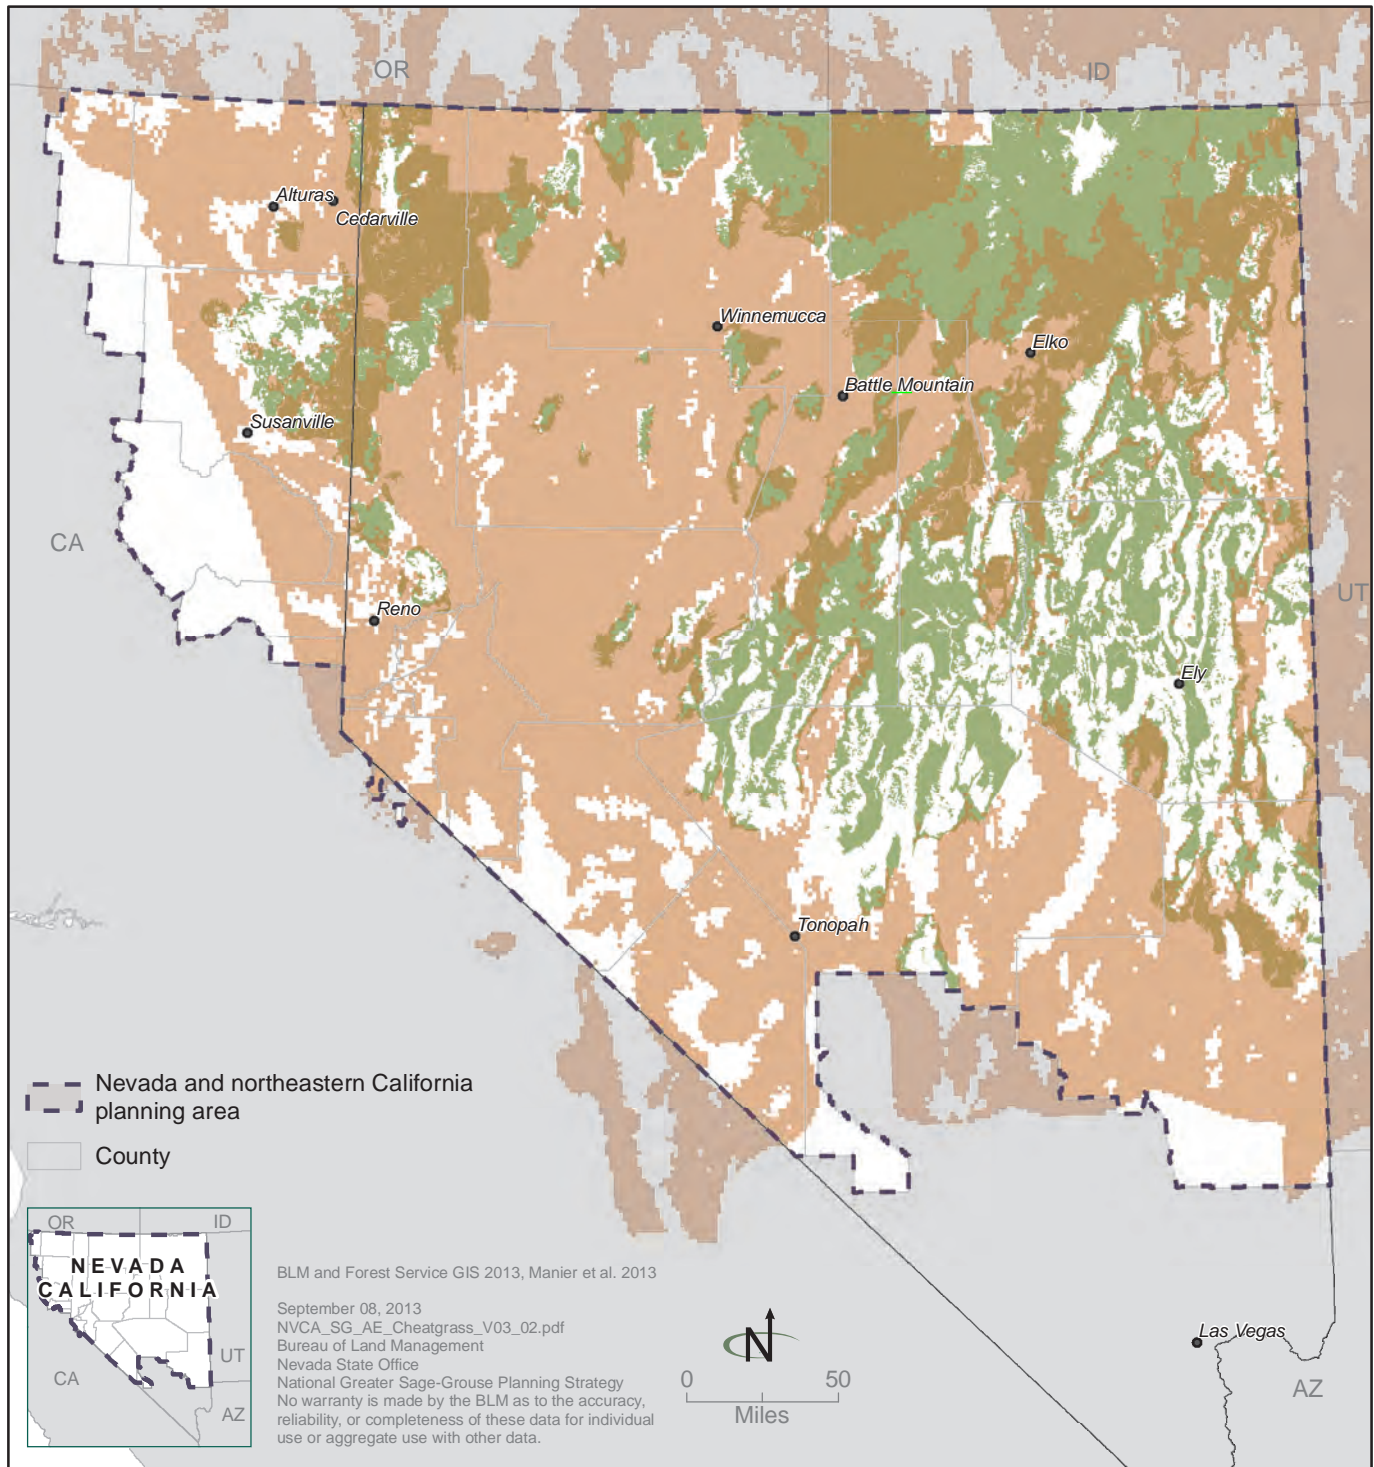 OR
ID
Alturas
Cedarville
Winnemucca
Elko
Battle Mountain
Susanville
CA
UT
Reno
Ely
Tonopah
Nevada and northeastern California
planning area
County
OR
ID
NEVADA
CALIFORNIA
UT
CA
AZ
BLM and Forest Service GIS 2013, Manier et al. 2013
September 08, 2013
NVCA_SG_AE_Cheatgrass_V03_02.pdf
Bureau of Land Management
Nevada State Office
National Greater Sage-Grouse Planning Strategy
No warranty is made by the BLM as to the accuracy,
reliability, or completeness of these data for individual
use or aggregate use with other data.
N
0 50
Miles
Las Vegas
AZ